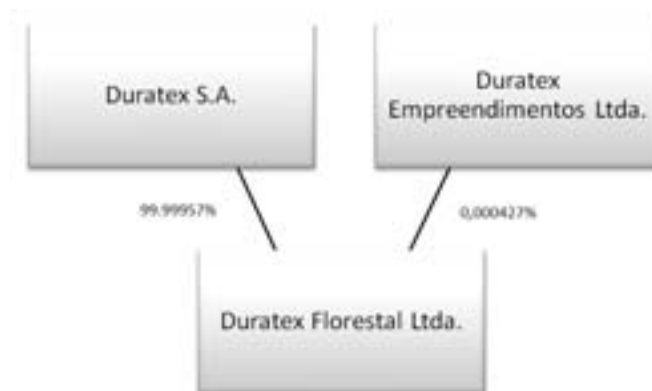 Duratex S.A.
Duratex
Empreendimentos Ltda.
99.99957%
0,000427%
Duratex Florestal Ltda.